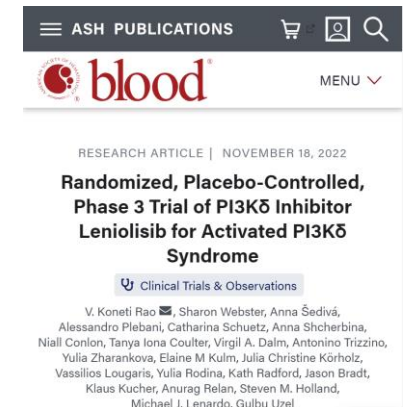 ASH PUBLICATIONS
blood
MENU
RESEARCH ARTICLE | NOVEMBER 18, 2022
Randomized, Placebo-Controlled,
Phase 3 Trial of PI3Kδ Inhibitor
Leniolisib for Activated PI3Kδ
Syndrome
Clinical Trials & Observations
V. Koneti Rao, Sharon Webster, Anna Šedivá,
Alessandro Plebani, Catharina Schuetz, Anna Shcherbina,
Niall Conlon, Tanya Iona Coulter, Virgil A. Dalm, Antonino Trizzino,
Yulia Zharankova, Elaine M Kulm, Julia Christine Körholz,
Vassilios Lougaris, Yulia Rodina, Kath Radford, Jason Bradt,
Klaus Kucher, Anurag Relan, Steven M. Holland,
Michael J. Lenardo, Gulbu Uzel